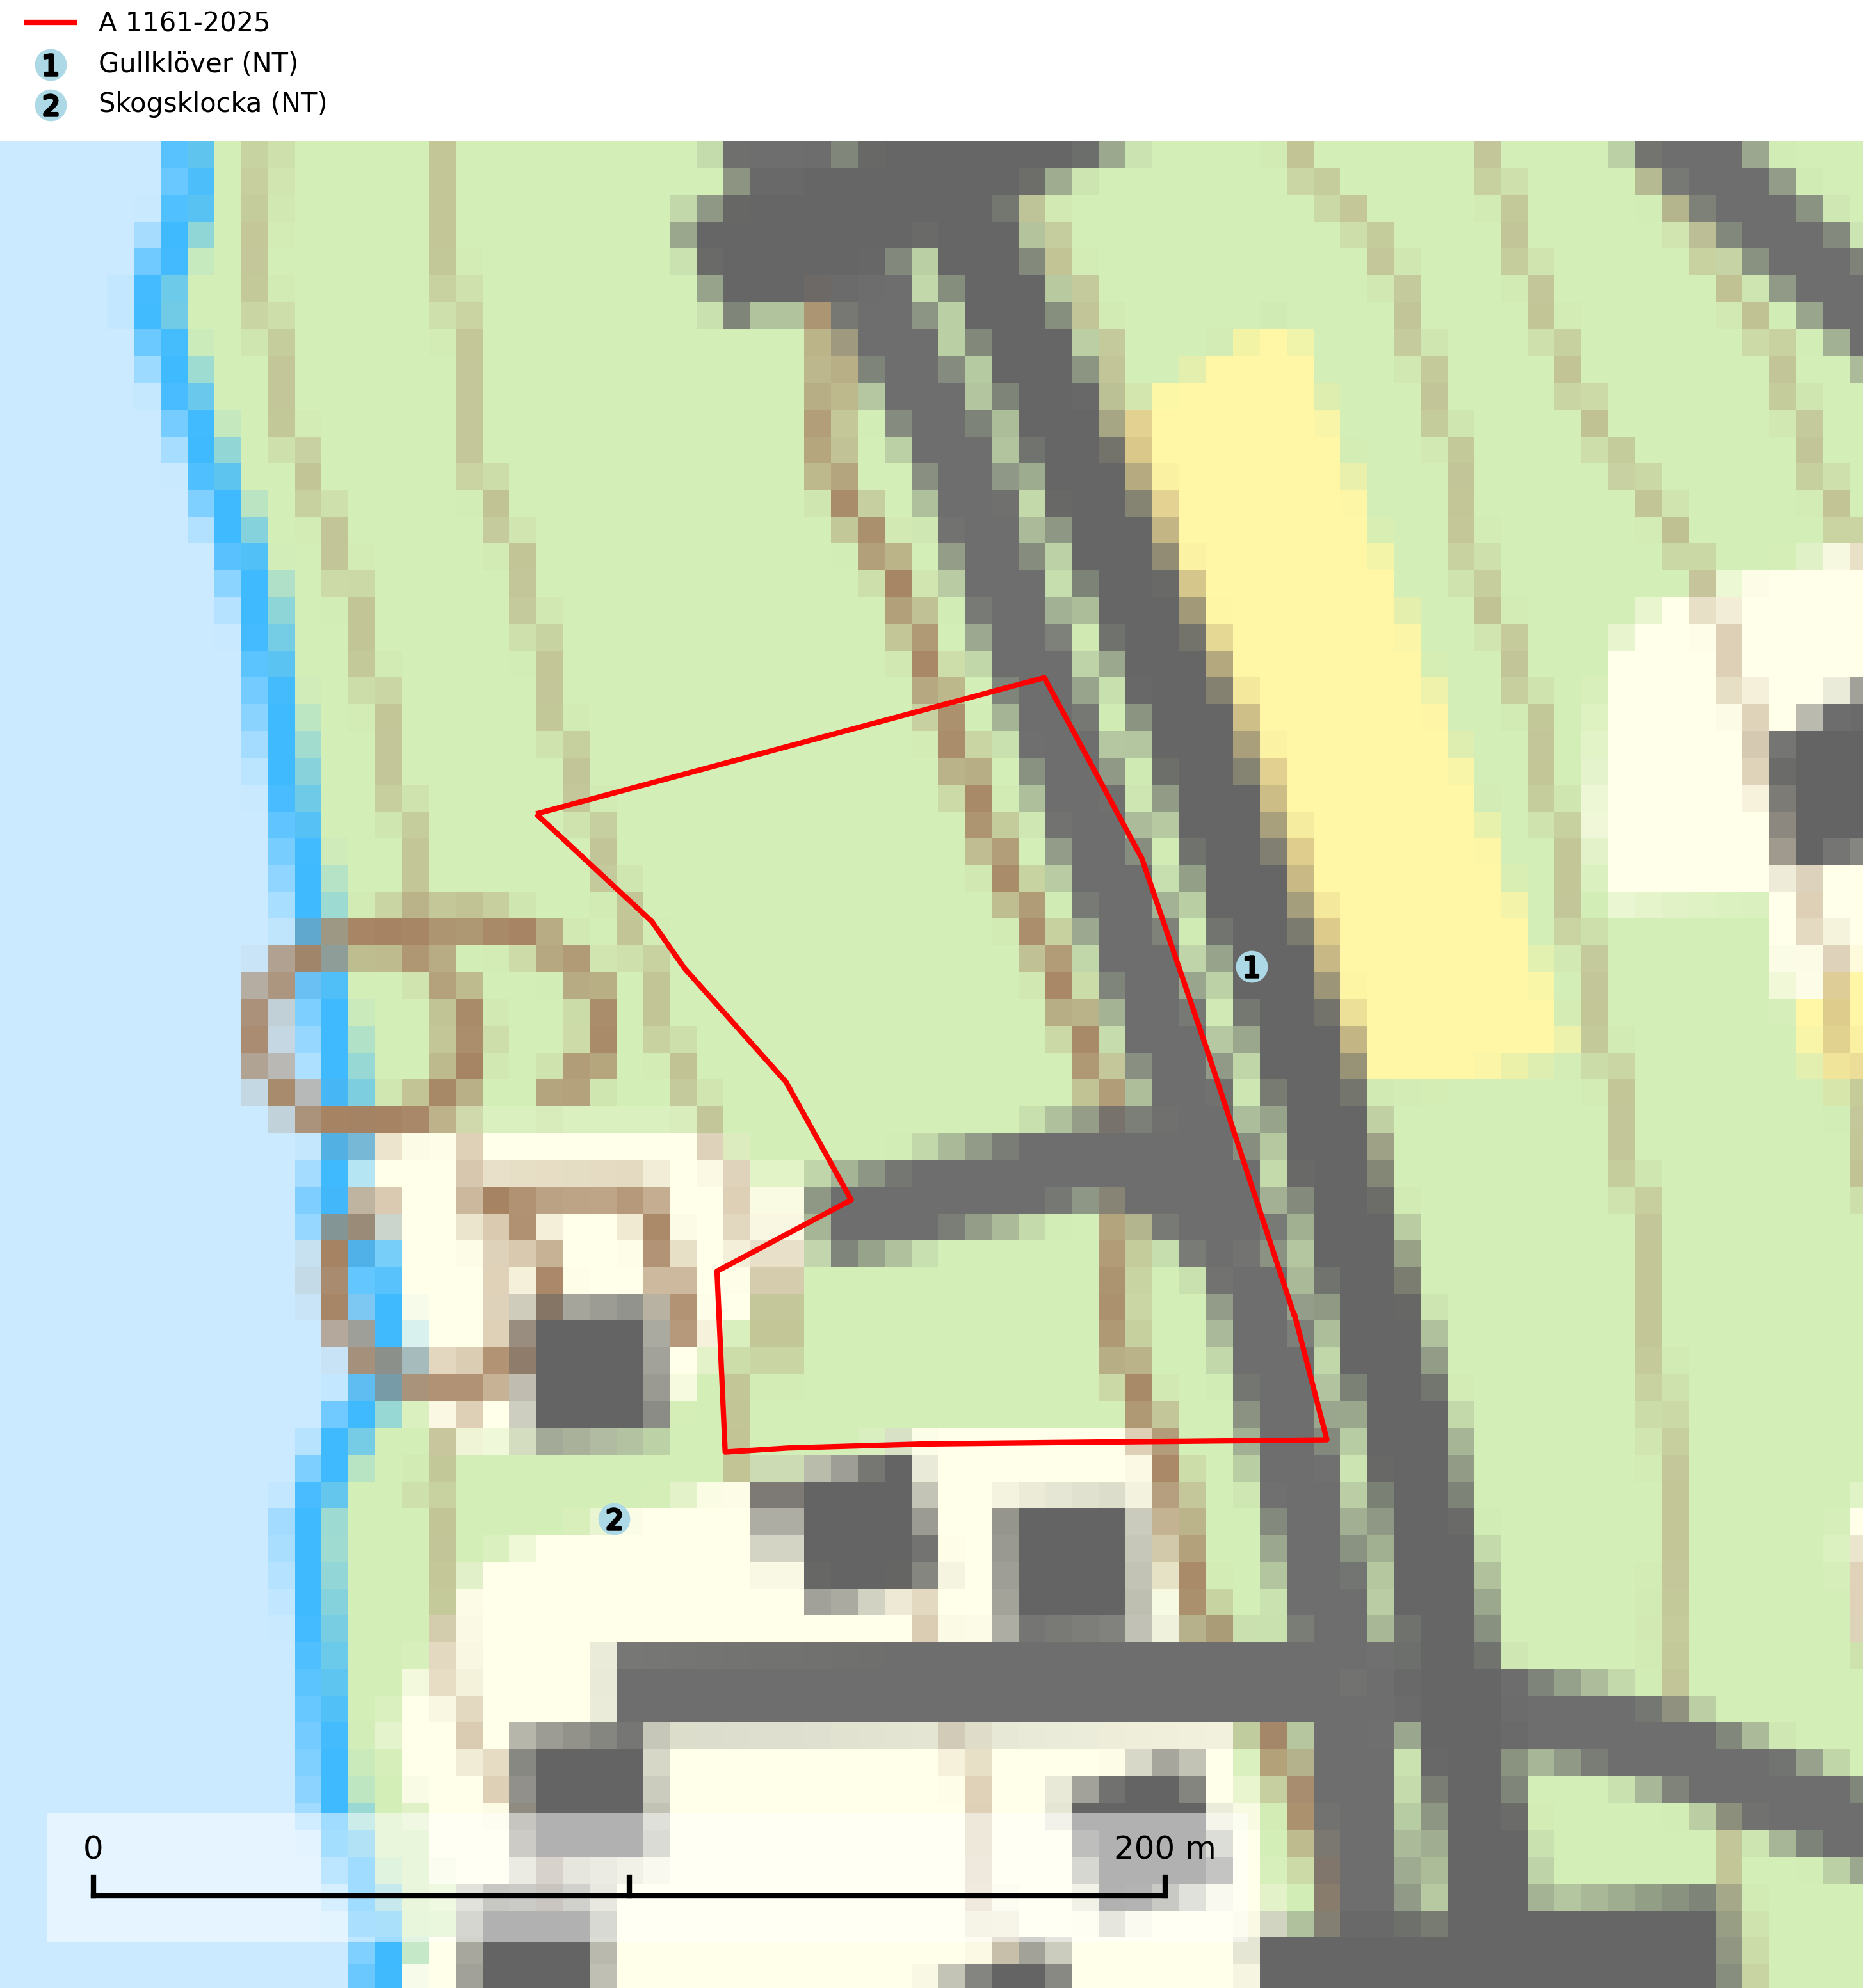 A 1161-2025
1 Gullklöver (NT)
2 Skogsklocka (NT)
1
2
0 200 m